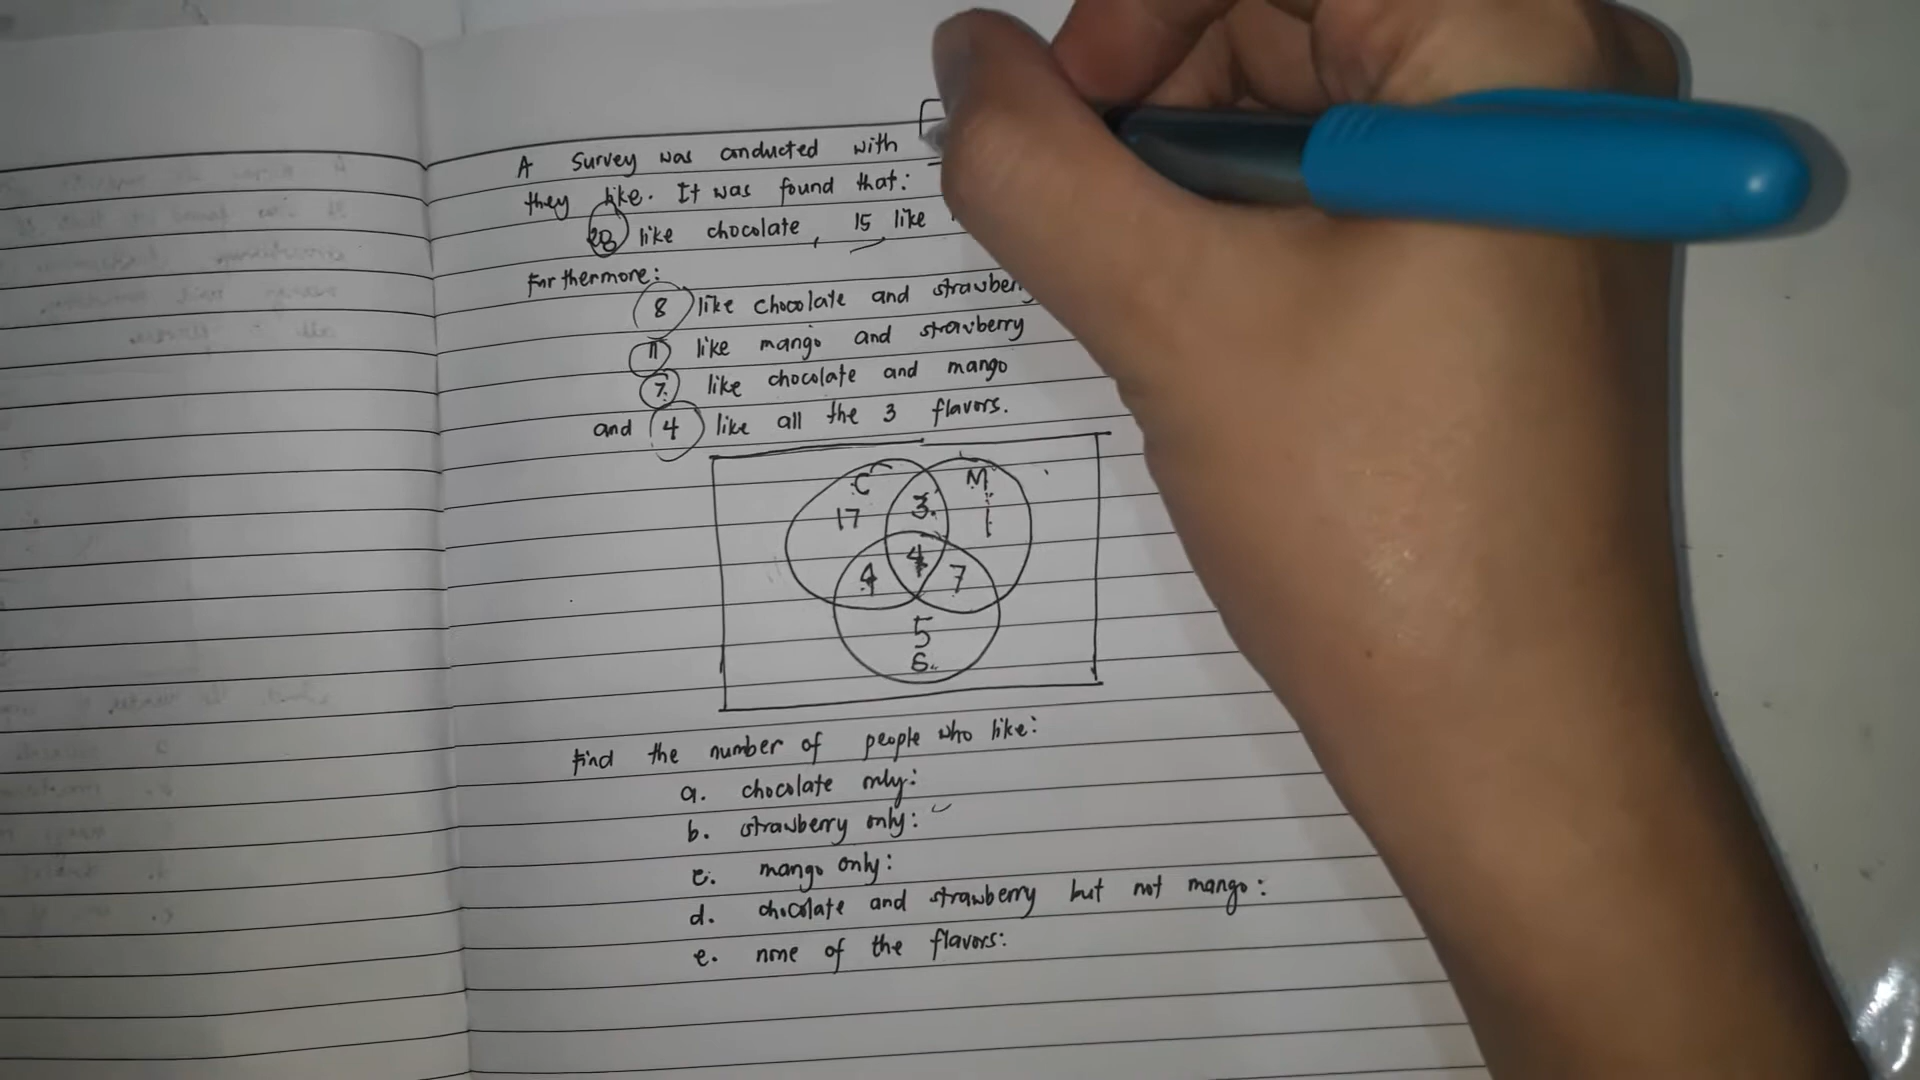 A survey was conducted with
they like. It was found that:
28 like chocolate, 15 like
Furthermore:
8 like chocolate and strawberry
11 like mango and strawberry
7 like chocolate and mango
and 4 like all the 3 flavors.
C M
17 3 1
4 4 7
5
S
Find the number of people who like:
a. chocolate only:
b. strawberry only:
c. mango only:
d. chocolate and strawberry but not mango:
e. none of the flavors: